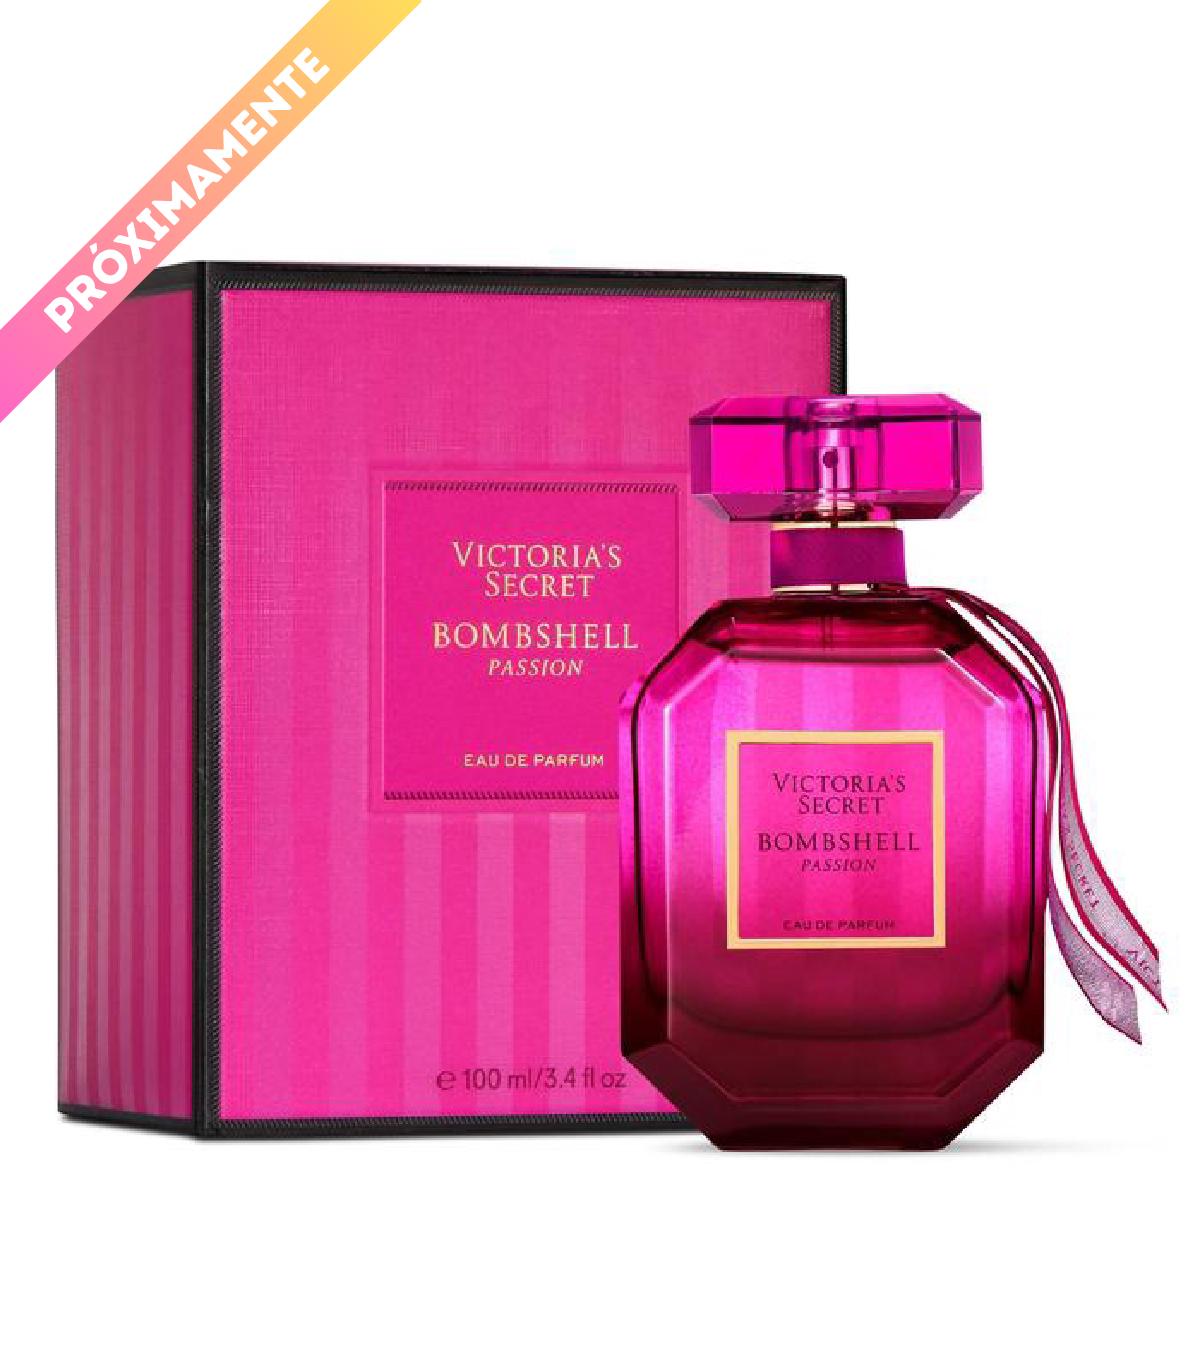 PRÓXIMAMENTE
VICTORIA'S
SECRET
BOMBSHELL
PASSION
EAU DE PARFUM
e 100 ml/3.4 fl oz
VICTORIA'S
SECRET
BOMBSHELL
PASSION
EAU DE PARFUM
SECRET